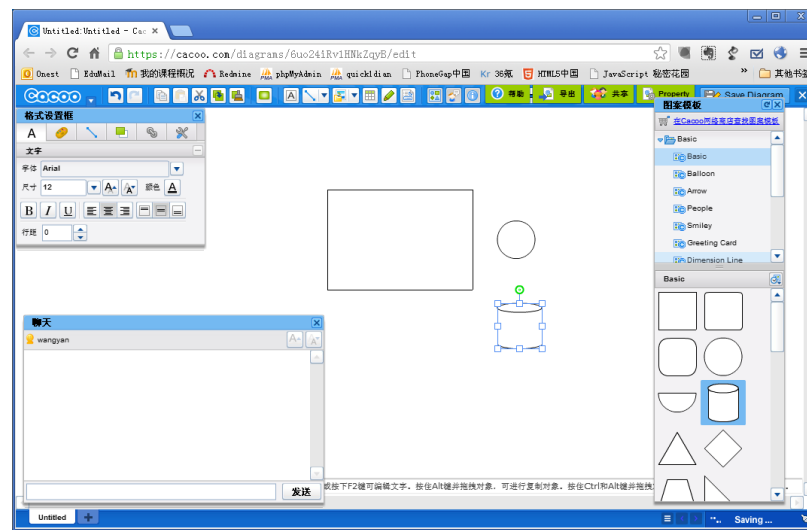 Untitled:Untitled - Cac
https://cacoo.com/diagrams/6uo241Rv1HNkZqyB/edit
Onest EduMail 我的课程概况 Redmine phpMyAdmin quickldian PhoneGap中国 36氪 HTML5中国 JavaScript 秘密花园 » 其他书签
Cacoo 帮助 导出 共享 Property Save Diagram
格式设置框
文字
字体 Arial
尺寸 12 A A 颜色 A
B I U
行距 0
图案模板
在Cacoo网络商店查找图案模板
Basic
Basic
Balloon
Arrow
People
Smiley
Greeting Card
Dimension Line
Basic
聊天
wangyan
发送
或按下F2键可编辑文字。按住Alt键并拖拽对象，可进行复制对象。按住Ctrl和Alt键并拖拽
Untitled
Saving ...